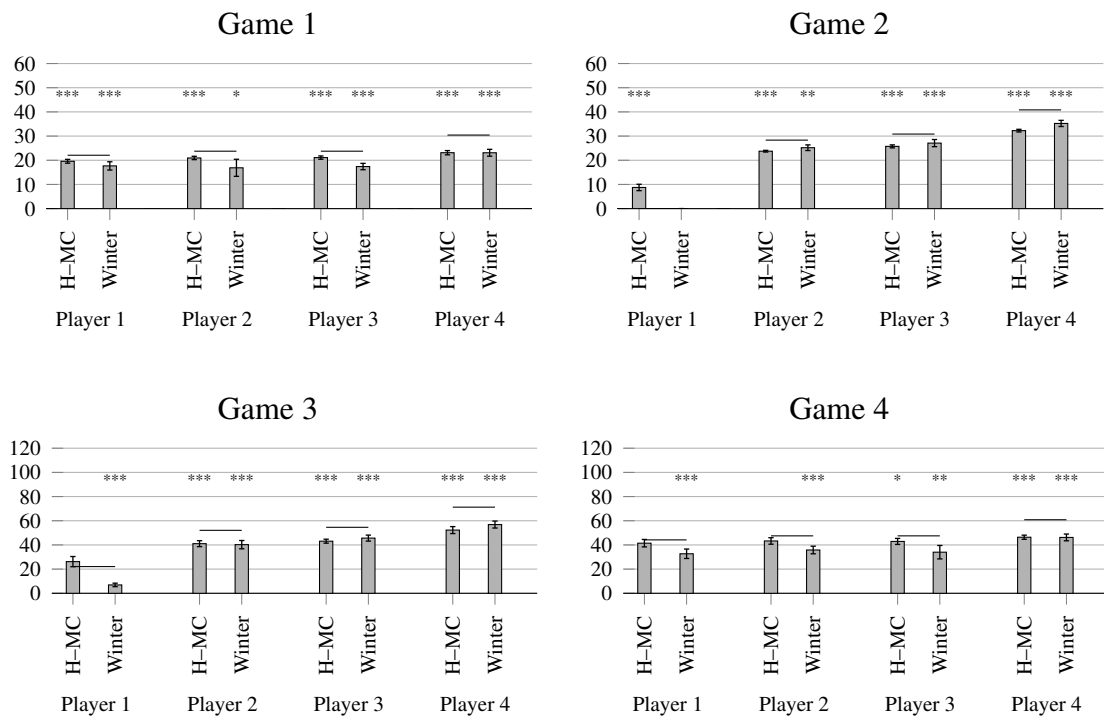 Game 1
60
50
40
30
20
10
0
*** *** *** * *** *** *** ***
H−MC Winter H−MC Winter H−MC Winter H−MC Winter
Player 1 Player 2 Player 3 Player 4
Game 2
60
50
40
30
20
10
0
*** *** ** *** *** *** ***
H−MC Winter H−MC Winter H−MC Winter H−MC Winter
Player 1 Player 2 Player 3 Player 4
Game 3
120
100
80
60
40
20
0
*** *** *** *** *** *** ***
H−MC Winter H−MC Winter H−MC Winter H−MC Winter
Player 1 Player 2 Player 3 Player 4
Game 4
120
100
80
60
40
20
0
*** *** * ** *** ***
H−MC Winter H−MC Winter H−MC Winter H−MC Winter
Player 1 Player 2 Player 3 Player 4